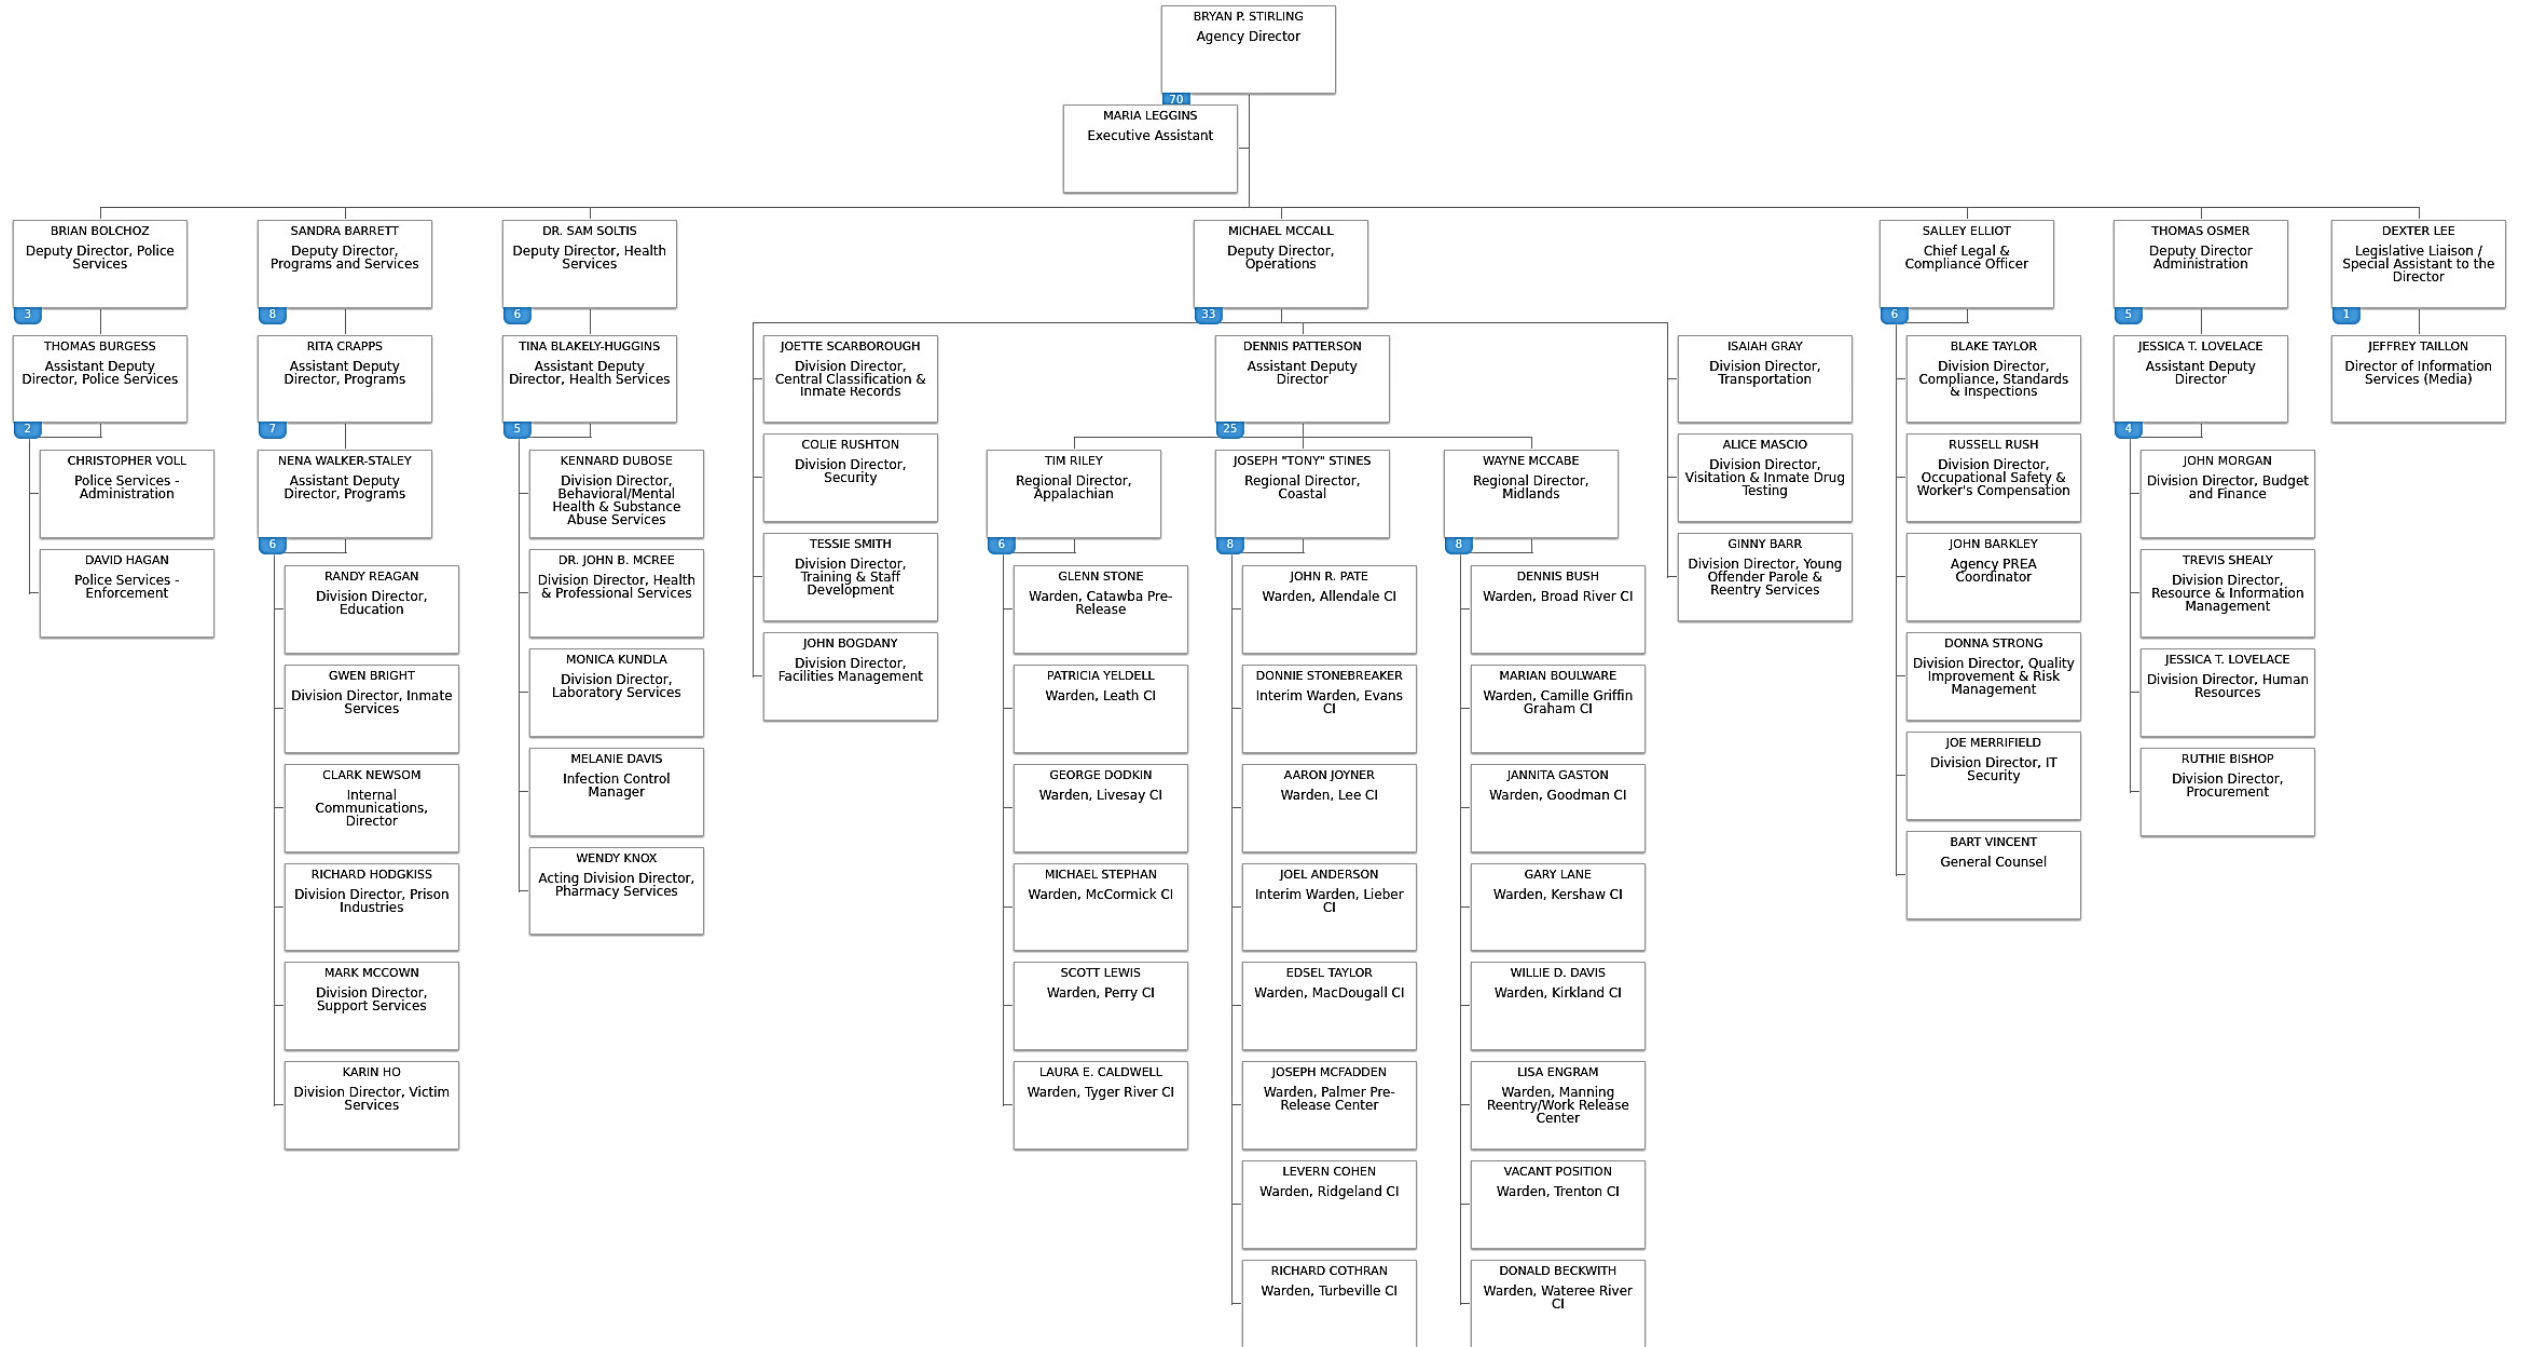 BRYAN P. STIRLING
Agency Director
70
MARIA LEGGINS
Executive Assistant
BRIAN BOLCHOZ
Deputy Director, Police
Services
3
THOMAS BURGESS
Assistant Deputy
Director, Police Services
2
CHRISTOPHER VOLL
Police Services -
Administration
DAVID HAGAN
Police Services -
Enforcement
SANDRA BARRETT
Deputy Director,
Programs and Services
8
RITA CRAPPS
Assistant Deputy
Director, Programs
7
NENA WALKER-STALEY
Assistant Deputy
Director, Programs
6
RANDY REAGAN
Division Director,
Education
GWEN BRIGHT
Division Director, Inmate
Services
CLARK NEWSOM
Internal
Communications,
Director
RICHARD HODGKISS
Division Director, Prison
Industries
MARK MCCOWN
Division Director,
Support Services
KARIN HO
Division Director, Victim
Services
DR. SAM SOLTIS
Deputy Director, Health
Services
6
TINA BLAKELY-HUGGINS
Assistant Deputy
Director, Health Services
5
KENNARD DUBOSE
Division Director,
Behavioral/Mental
Health & Substance
Abuse Services
DR. JOHN B. MCREE
Division Director, Health
& Professional Services
MONICA KUNDLA
Division Director,
Laboratory Services
MELANIE DAVIS
Infection Control
Manager
WENDY KNOX
Acting Division Director,
Pharmacy Services
MICHAEL MCCALL
Deputy Director,
Operations
33
JOETTE SCARBOROUGH
Division Director,
Central Classification &
Inmate Records
COLIE RUSHTON
Division Director,
Security
TESSIE SMITH
Division Director,
Training & Staff
Development
JOHN BOGDANY
Division Director,
Facilities Management
DENNIS PATTERSON
Assistant Deputy
Director
25
TIM RILEY
Regional Director,
Appalachian
6
GLENN STONE
Warden, Catawba Pre-
Release
PATRICIA YELDELL
Warden, Leath CI
GEORGE DODKIN
Warden, Livesay CI
MICHAEL STEPHAN
Warden, McCormick CI
SCOTT LEWIS
Warden, Perry CI
LAURA E. CALDWELL
Warden, Tyger River CI
JOSEPH "TONY" STINES
Regional Director,
Coastal
8
JOHN R. PATE
Warden, Allendale CI
DONNIE STONEBREAKER
Interim Warden, Evans
CI
AARON JOYNER
Warden, Lee CI
JOEL ANDERSON
Interim Warden, Lieber
CI
EDSEL TAYLOR
Warden, MacDougall CI
JOSEPH MCFADDEN
Warden, Palmer Pre-
Release Center
LEVERN COHEN
Warden, Ridgeland CI
RICHARD COTHRAN
Warden, Turbeville CI
WAYNE MCCABE
Regional Director,
Midlands
8
DENNIS BUSH
Warden, Broad River CI
MARIAN BOULWARE
Warden, Camille Griffin
Graham CI
JANNITA GASTON
Warden, Goodman CI
GARY LANE
Warden, Kershaw CI
WILLIE D. DAVIS
Warden, Kirkland CI
LISA ENGRAM
Warden, Manning
Reentry/Work Release
Center
VACANT POSITION
Warden, Trenton CI
DONALD BECKWITH
Warden, Wateree River
CI
ISAIAH GRAY
Division Director,
Transportation
ALICE MASCIO
Division Director,
Visitation & Inmate Drug
Testing
GINNY BARR
Division Director, Young
Offender Parole &
Reentry Services
SALLEY ELLIOT
Chief Legal &
Compliance Officer
6
BLAKE TAYLOR
Division Director,
Compliance, Standards
& Inspections
RUSSELL RUSH
Division Director,
Occupational Safety &
Worker's Compensation
JOHN BARKLEY
Agency PREA
Coordinator
DONNA STRONG
Division Director, Quality
Improvement & Risk
Management
JOE MERRIFIELD
Division Director, IT
Security
BART VINCENT
General Counsel
THOMAS OSMER
Deputy Director
Administration
5
JESSICA T. LOVELACE
Assistant Deputy
Director
4
JOHN MORGAN
Division Director, Budget
and Finance
TREVIS SHEALY
Division Director,
Resource & Information
Management
JESSICA T. LOVELACE
Division Director, Human
Resources
RUTHIE BISHOP
Division Director,
Procurement
DEXTER LEE
Legislative Liaison /
Special Assistant to the
Director
1
JEFFREY TAILLON
Director of Information
Services (Media)